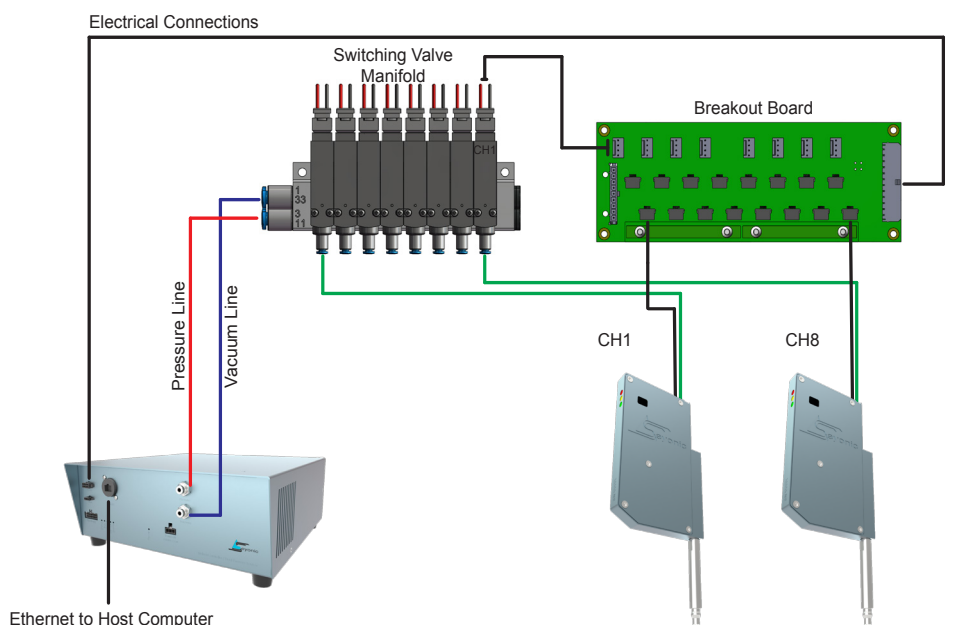 Electrical Connections
Switching Valve
Manifold
Breakout Board
CH1
1
33
3
11
Pressure Line
Vacuum Line
CH1
CH8
Ethernet to Host Computer